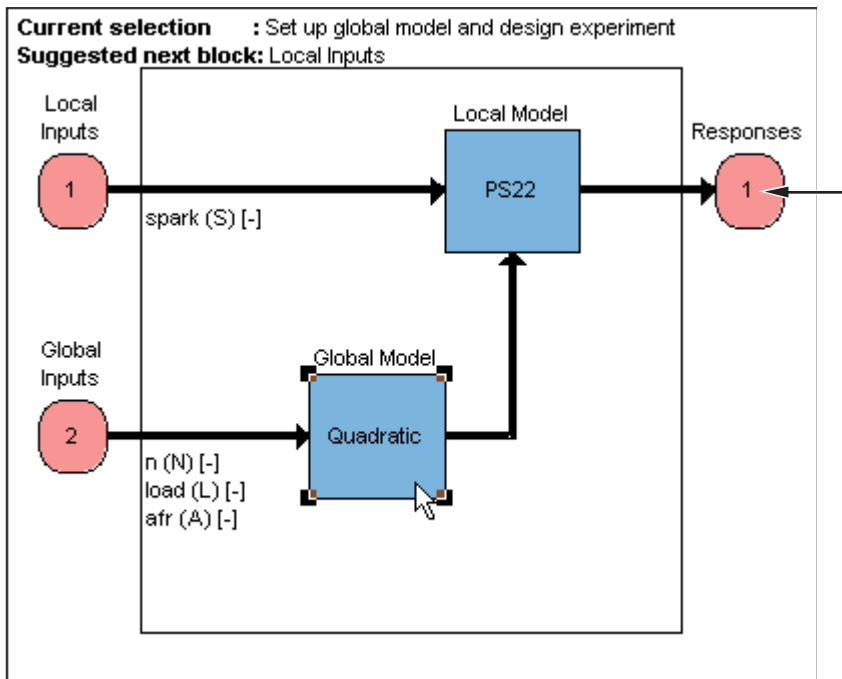 Current selection : Set up global model and design experiment
Suggested next block: Local Inputs
Local
Inputs
1
spark (S) [-]
Local Model
PS22
Responses
1
Global
Inputs
2
n (N) [-]
load (L) [-]
afr (A) [-]
Global Model
Quadratic